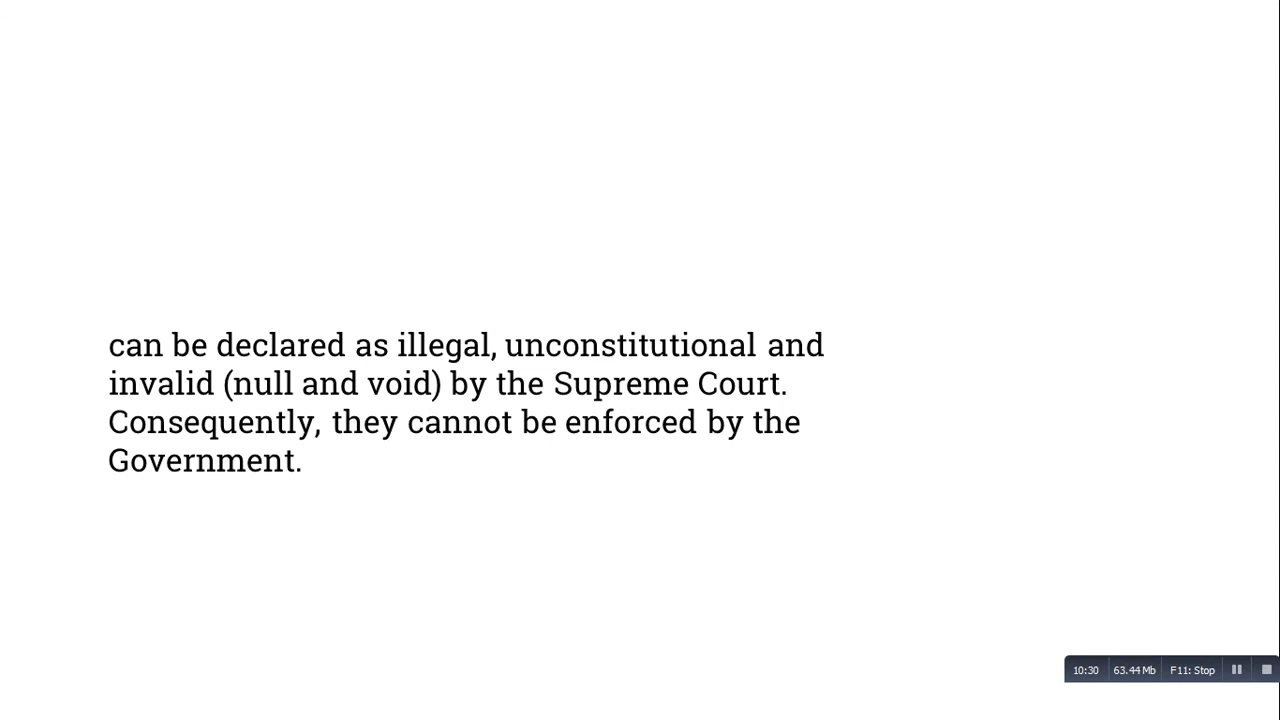 can be declared as illegal, unconstitutional and
invalid (null and void) by the Supreme Court.
Consequently, they cannot be enforced by the
Government.
10:30 63.44 Mb F11: Stop